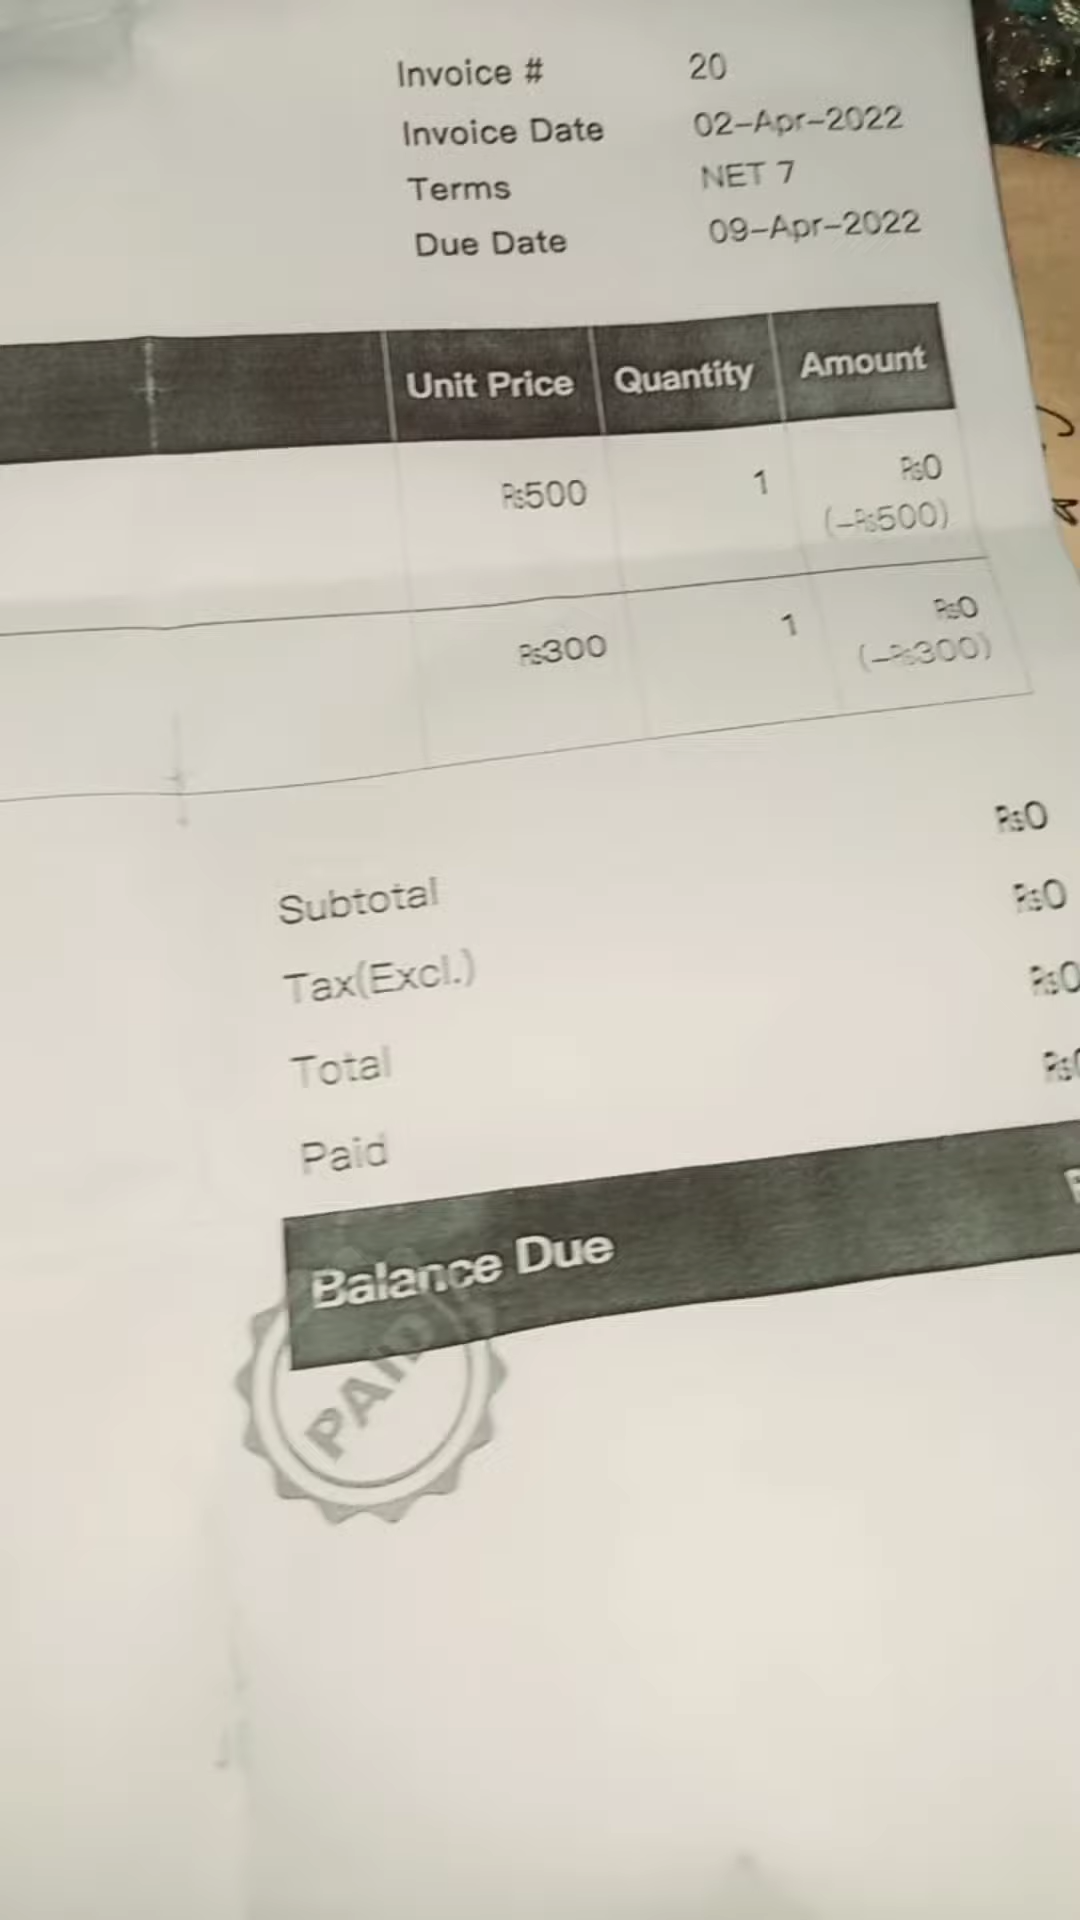 Invoice # 20
Invoice Date 02-Apr-2022
Terms NET 7
Due Date 09-Apr-2022
Unit Price Quantity Amount
₨500 1 ₨0
(-₨500)
₨300 1 ₨0
(-₨300)
Subtotal ₨0
Tax(Excl.) ₨0
Total ₨0
Paid
Balance Due
PAID